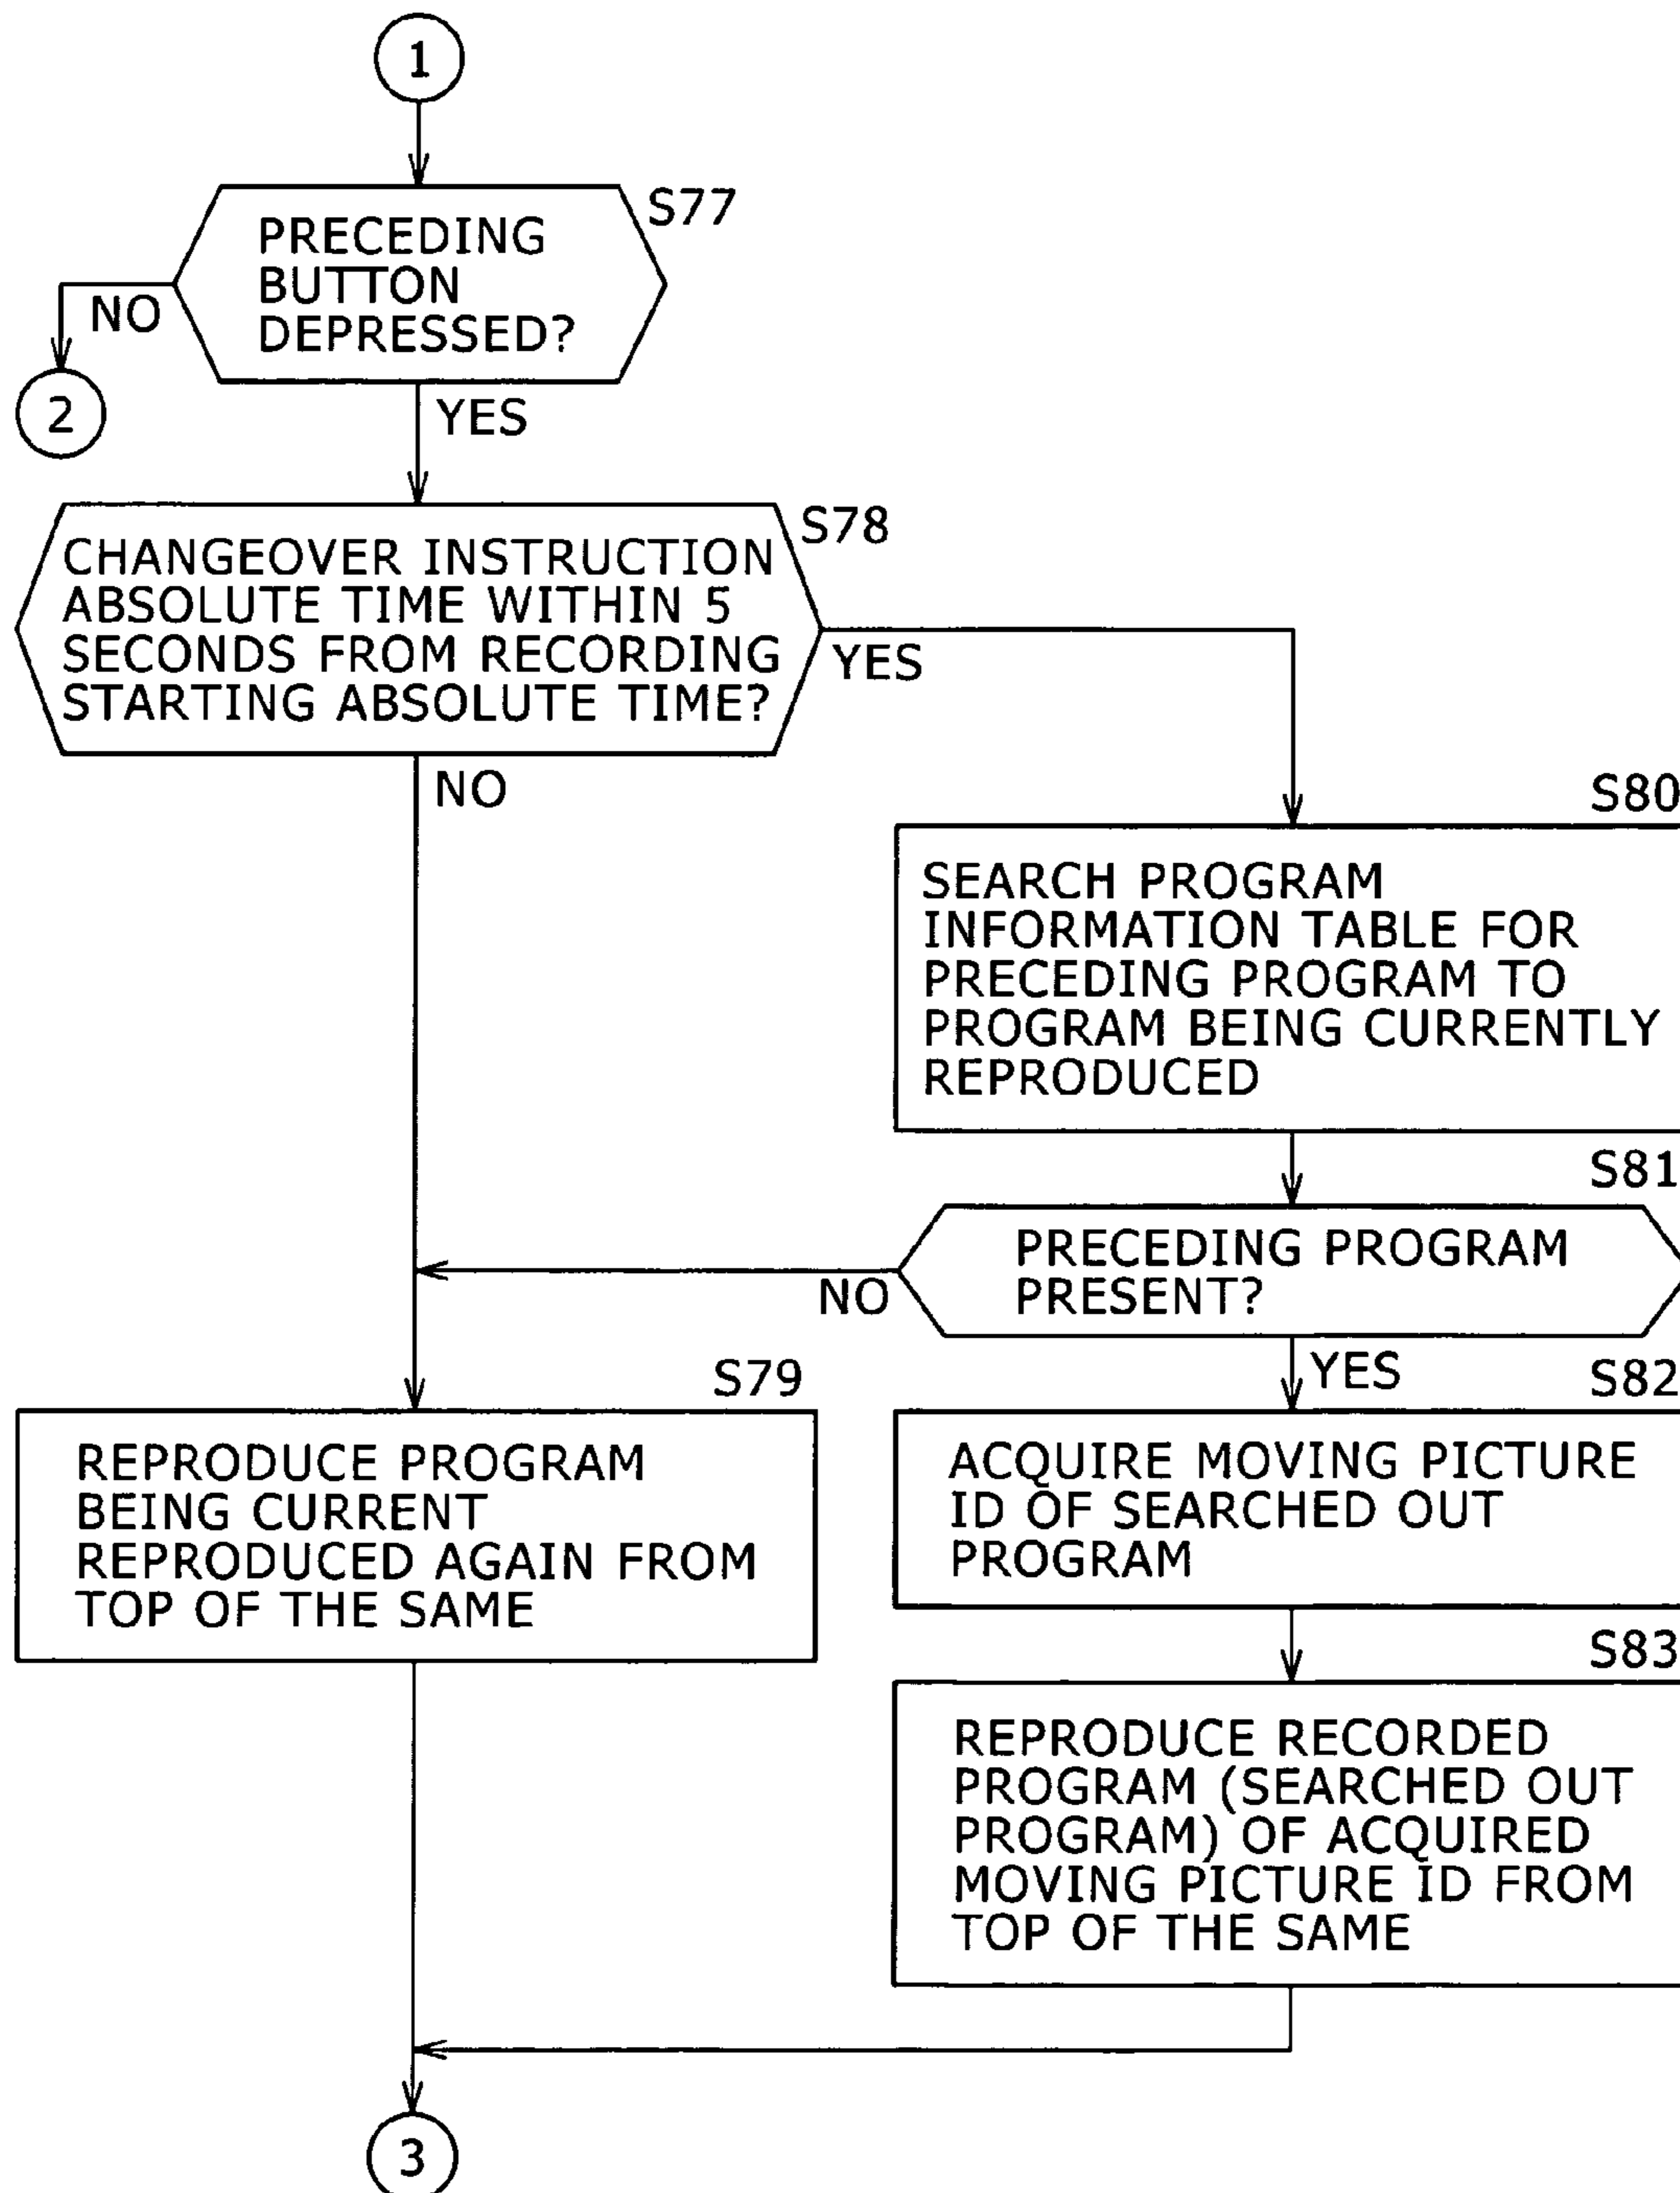 1
S77
PRECEDING
BUTTON
DEPRESSED?
NO
2
YES
S78
CHANGEOVER INSTRUCTION
ABSOLUTE TIME WITHIN 5
SECONDS FROM RECORDING
STARTING ABSOLUTE TIME?
YES
NO
S80
SEARCH PROGRAM
INFORMATION TABLE FOR
PRECEDING PROGRAM TO
PROGRAM BEING CURRENTLY
REPRODUCED
S81
PRECEDING PROGRAM
PRESENT?
NO
YES
S79
REPRODUCE PROGRAM
BEING CURRENT
REPRODUCED AGAIN FROM
TOP OF THE SAME
S82
ACQUIRE MOVING PICTURE
ID OF SEARCHED OUT
PROGRAM
S83
REPRODUCE RECORDED
PROGRAM (SEARCHED OUT
PROGRAM) OF ACQUIRED
MOVING PICTURE ID FROM
TOP OF THE SAME
3